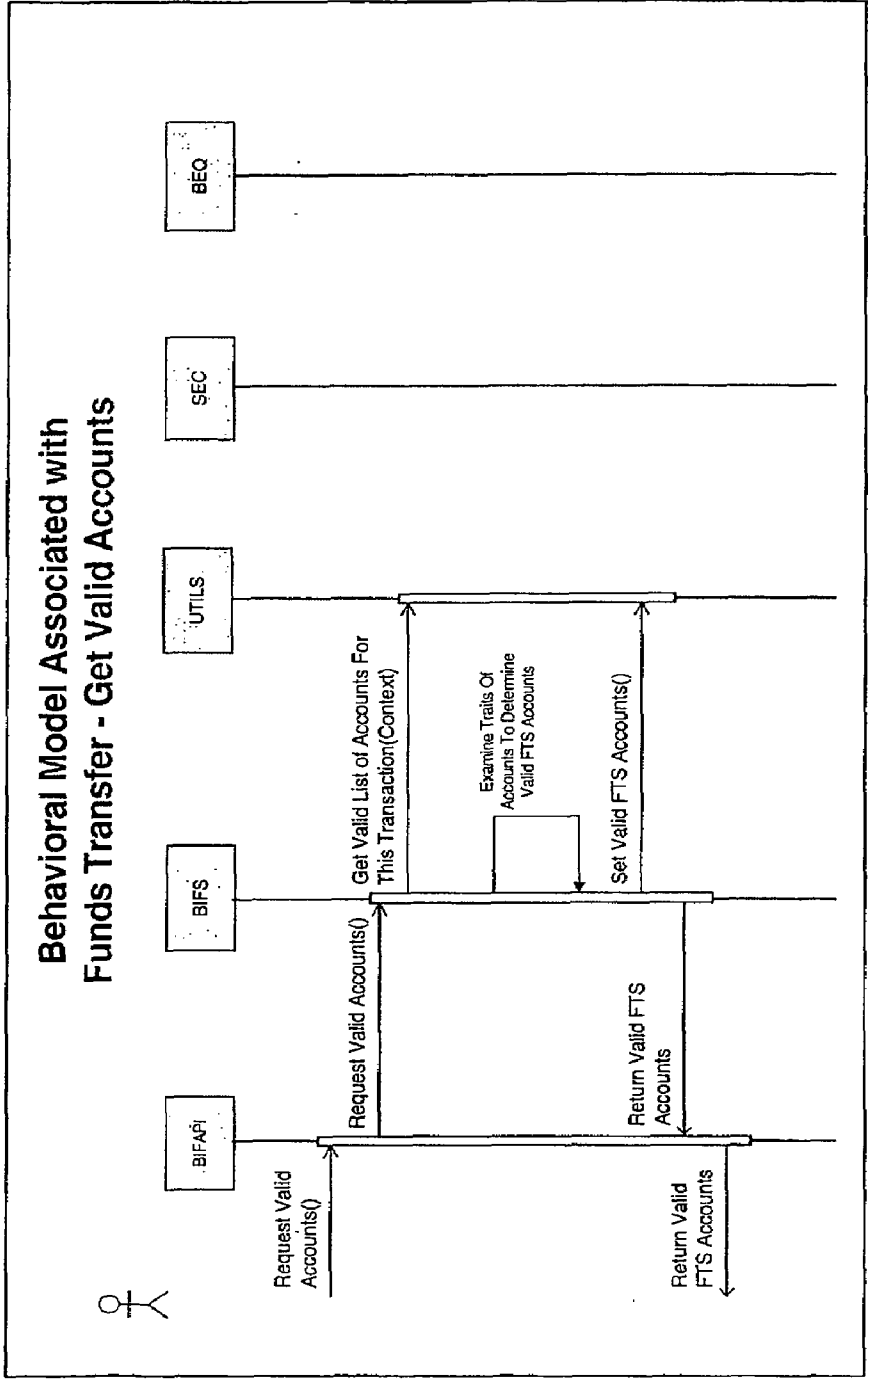 Behavioral Model Associated with
Funds Transfer - Get Valid Accounts
BIFAPI
BIFS
UTILS
SEC
BEQ
Request Valid
Accounts()
Request Valid Accounts()
Get Valid List of Accounts For
This Transaction(Context)
Examine Traits Of
Accounts To Determine
Valid FTS Accounts
Set Valid FTS Accounts()
Return Valid FTS
Accounts
Return Valid
FTS Accounts